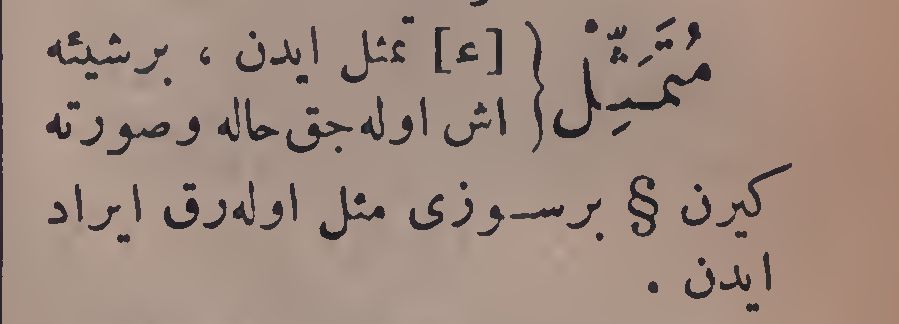 مُتَمَثِّلْ { [ع] تمثل ایدن ، برشیئه
اش اوله‌جق حاله وصورته
کیرن § برسوزی مثل اوله‌رق ایراد
ایدن .